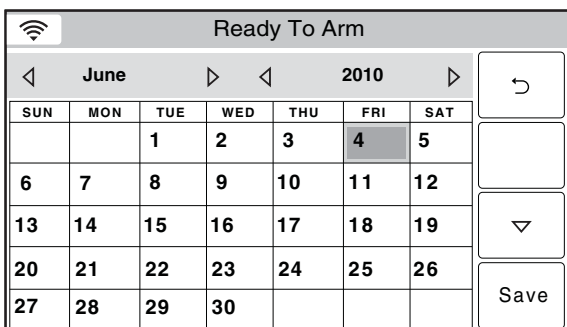 Ready To Arm
June 2010
SUN MON TUE WED THU FRI SAT
1 2 3 4 5
6 7 8 9 10 11 12
13 14 15 16 17 18 19
20 21 22 23 24 25 26
27 28 29 30
Save